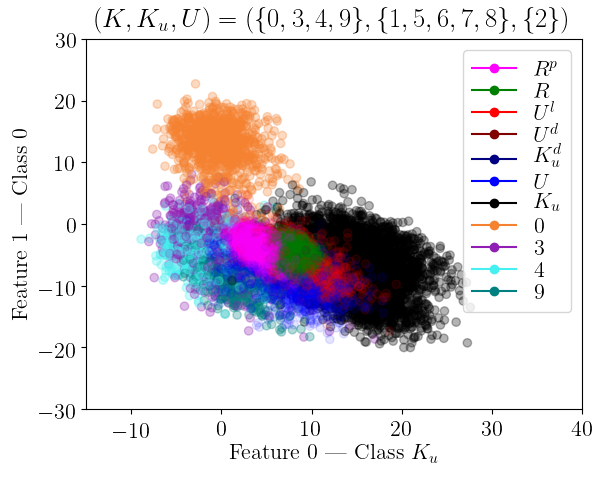 (K, K_u, U) = ({0, 3, 4, 9}, {1, 5, 6, 7, 8}, {2})
30
20
10
0
−10
−20
−30
Feature 1 — Class 0
R^p
R
U^l
U^d
K_u^d
U
K_u
0
3
4
9
−10 0 10 20 30 40
Feature 0 — Class K_u